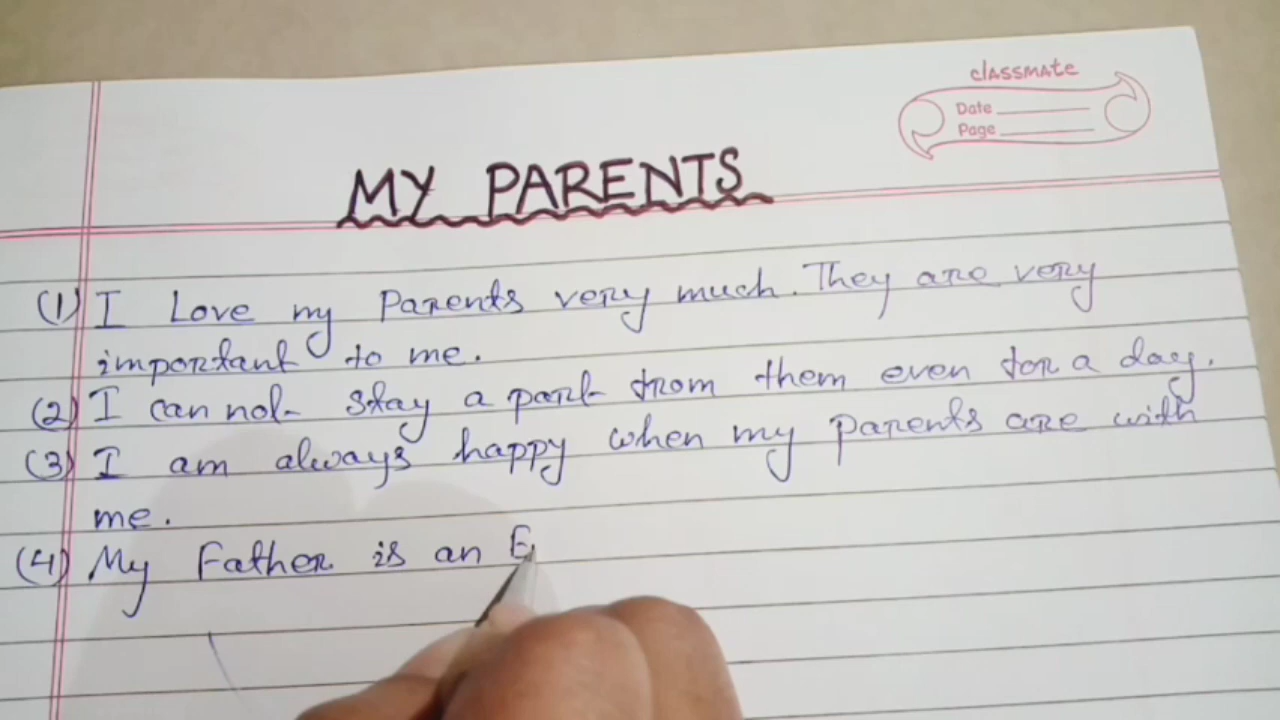 classmate
Date
Page
MY PARENTS
(1) I Love my Parents very much. They are very
important to me.
(2) I can not stay a part from them even for a day.
(3) I am always happy when my parents are with
me.
(4) My Father is an E